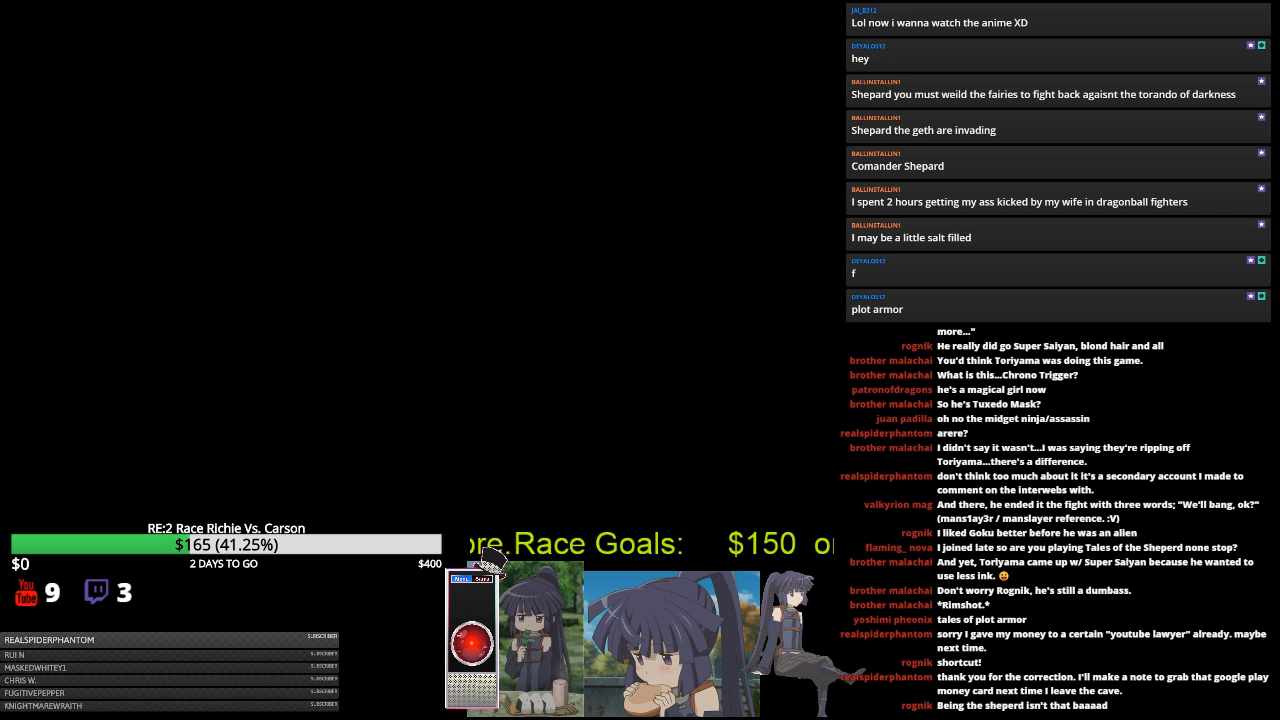 JAI_B312
Lol now i wanna watch the anime XD
DEYALOS12
hey
BALLINSTALLIN1
Shepard you must weild the fairies to fight back agaisnt the torando of darkness
BALLINSTALLIN1
Shepard the geth are invading
BALLINSTALLIN1
Comander Shepard
BALLINSTALLIN1
I spent 2 hours getting my ass kicked by my wife in dragonball fighters
BALLINSTALLIN1
I may be a little salt filled
DEYALOS12
f
DEYALOS12
plot armor
more..."
rognik He really did go Super Saiyan, blond hair and all
brother malachai You'd think Toriyama was doing this game.
brother malachai What is this...Chrono Trigger?
patronofdragons he's a magical girl now
brother malachai So he's Tuxedo Mask?
juan padilla oh no the midget ninja/assassin
realspiderphantom arere?
brother malachai I didn't say it wasn't...I was saying they're ripping off
Toriyama...there's a difference.
realspiderphantom don't think too much about it it's a secondary account I made to
comment on the interwebs with.
valkyrion mag And there, he ended it the fight with three words; "We'll bang, ok?"
(mans1ay3r / manslayer reference. :V)
rognik I liked Goku better before he was an alien
flaming_ nova I joined late so are you playing Tales of the Sheperd none stop?
brother malachai And yet, Toriyama came up w/ Super Saiyan because he wanted to
use less ink. 😀
brother malachai Don't worry Rognik, he's still a dumbass.
brother malachai *Rimshot.*
yoshimi pheonix tales of plot armor
realspiderphantom sorry I gave my money to a certain "youtube lawyer" already. maybe
next time.
rognik shortcut!
realspiderphantom thank you for the correction. I'll make a note to grab that google play
money card next time I leave the cave.
rognik Being the sheperd isn't that baaaad
RE:2 Race Richie Vs. Carson
$165 (41.25%)
$0 2 DAYS TO GO $400
ore.Race Goals: $150 o
You Tube 9 3
REALSPIDERPHANTOM SUBSCRIBER
RUI N SUBSCRIBER
MASKEDWHITEY1 SUBSCRIBER
CHRIS W. SUBSCRIBER
FUGITIVEPEPPER SUBSCRIBER
KNIGHTMAREWRAITH SUBSCRIBER